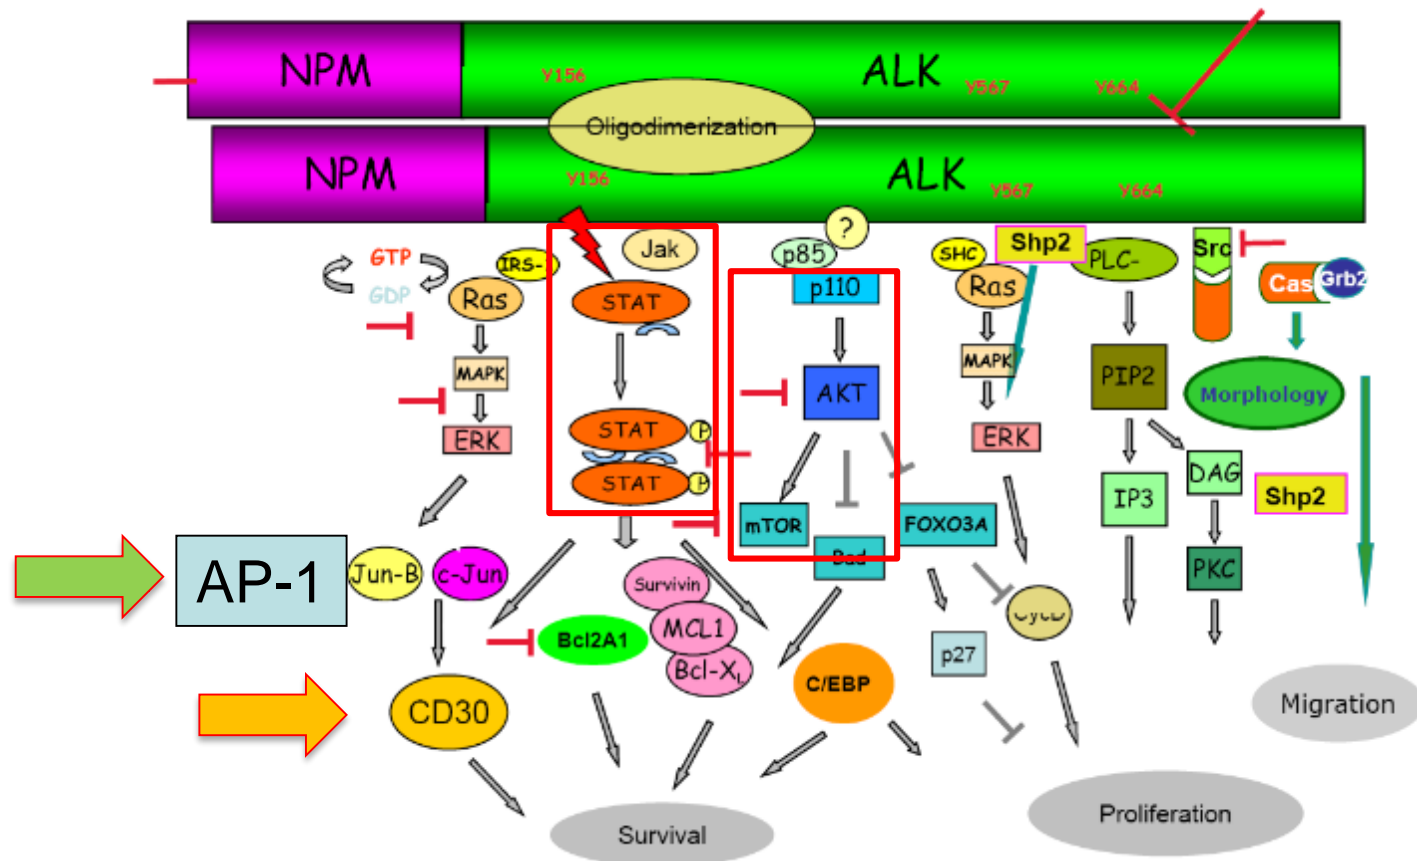 NPM
ALK
Y156
Y567
Y664
Oligodimerization
NPM
ALK
Y156
Y567
Y664
GTP
GDP
IRS-
Ras
Jak
STAT
p85
?
p110
SHC
Shp2
Ras
PLC-
Src
Cas
Grb2
MAPK
AKT
MAPK
PIP2
Morphology
ERK
STAT
P
STAT
P
ERK
IP3
DAG
Shp2
mTOR
FOXO3A
Bad
PKC
AP-1
Jun-B
c-Jun
Survivin
MCL1
Bcl-XL
Bcl2A1
CycD
p27
C/EBP
CD30
Migration
Survival
Proliferation